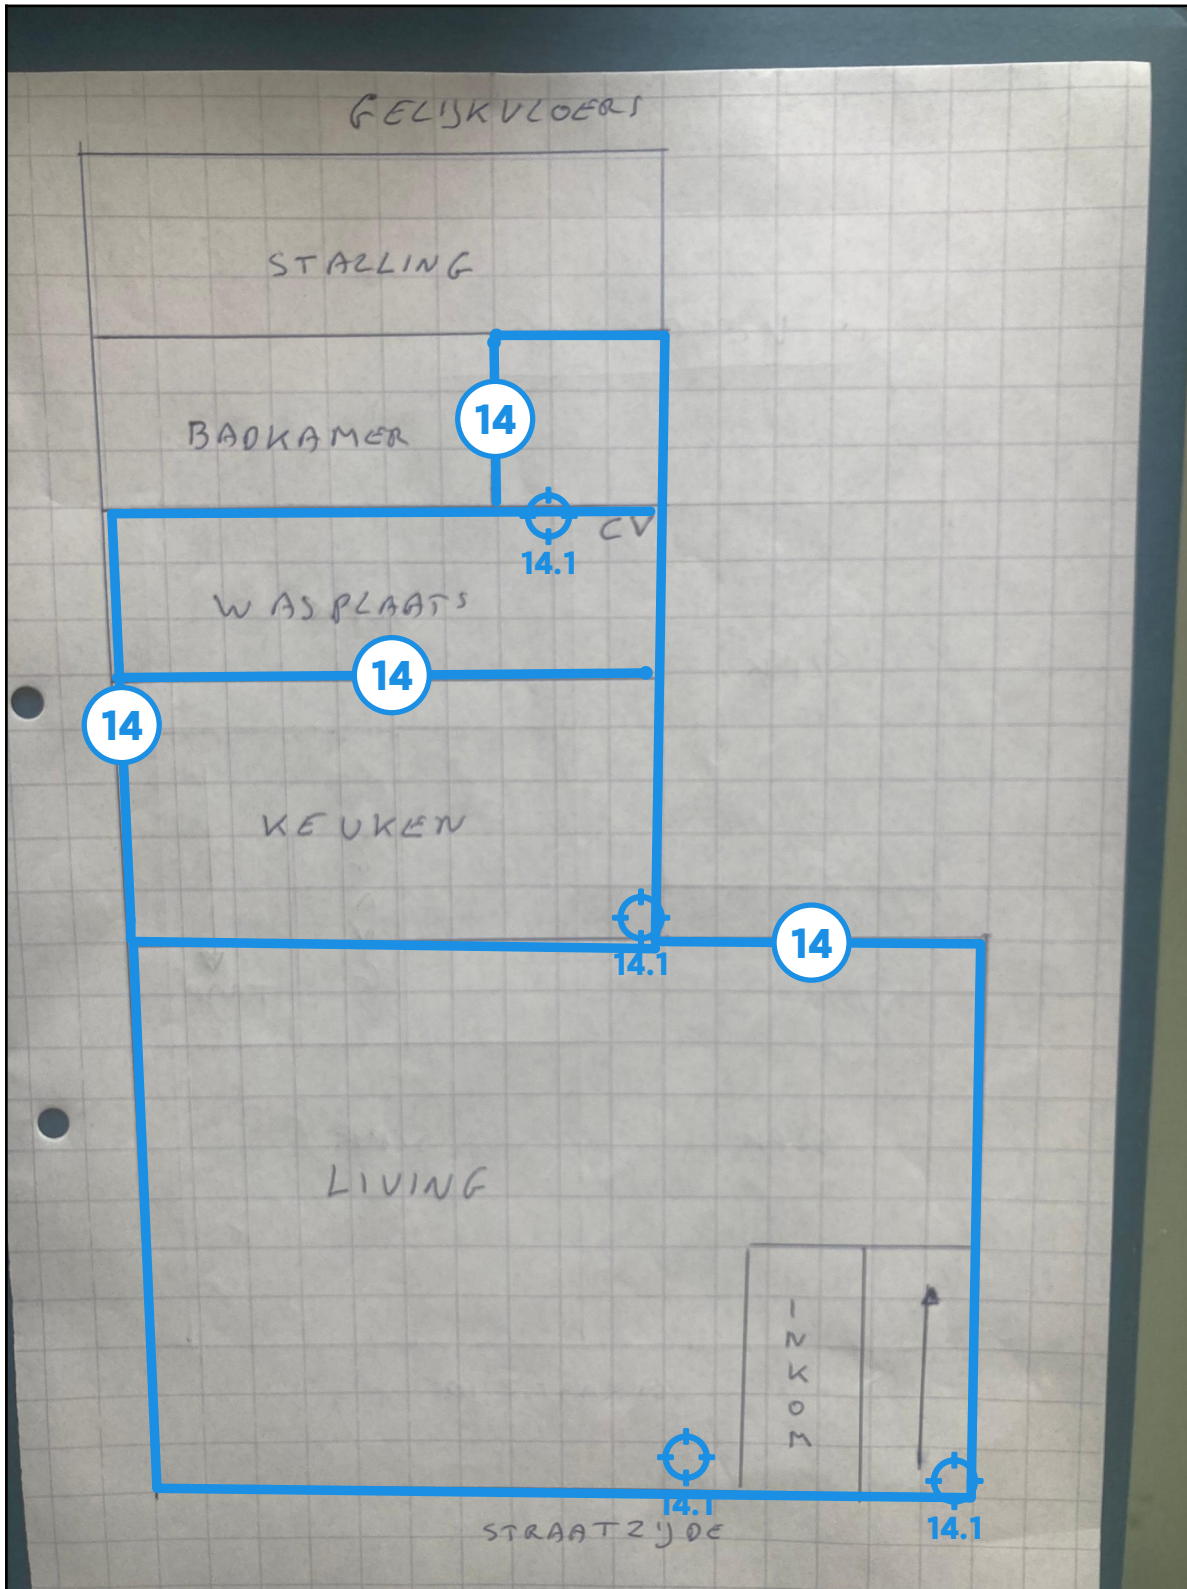 GELIJKVLOERS
STALLING
14
BADKAMER
CV
14.1
WASPLAATS
14
14
KEUKEN
14
14.1
LIVING
INKOM
14.1
14.1
STRAATZIJDE